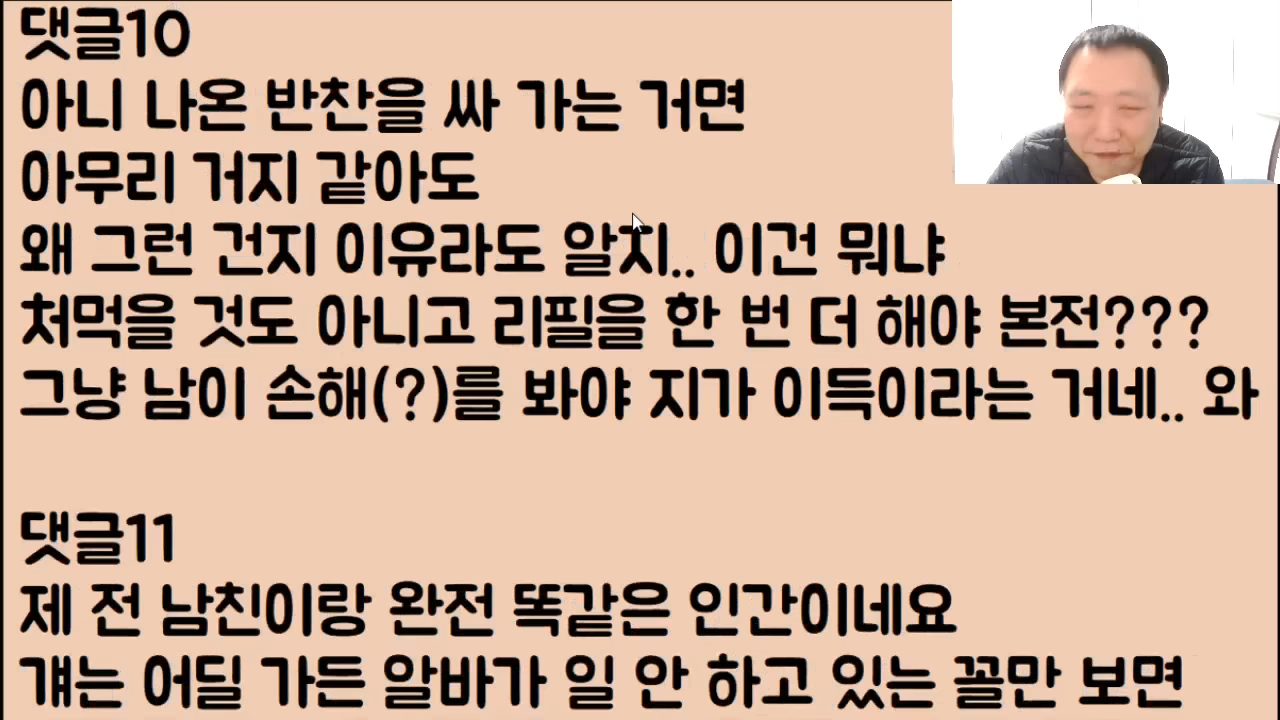 댓글10
아니 나온 반찬을 싸 가는 거면
아무리 거지 같아도
왜 그런 건지 이유라도 알지.. 이건 뭐냐
처먹을 것도 아니고 리필을 한 번 더 해야 본전???
그냥 남이 손해(?)를 봐야 지가 이득이라는 거네.. 와
댓글11
제 전 남친이랑 완전 똑같은 인간이네요
걔는 어딜 가든 알바가 일 안 하고 있는 꼴만 보면